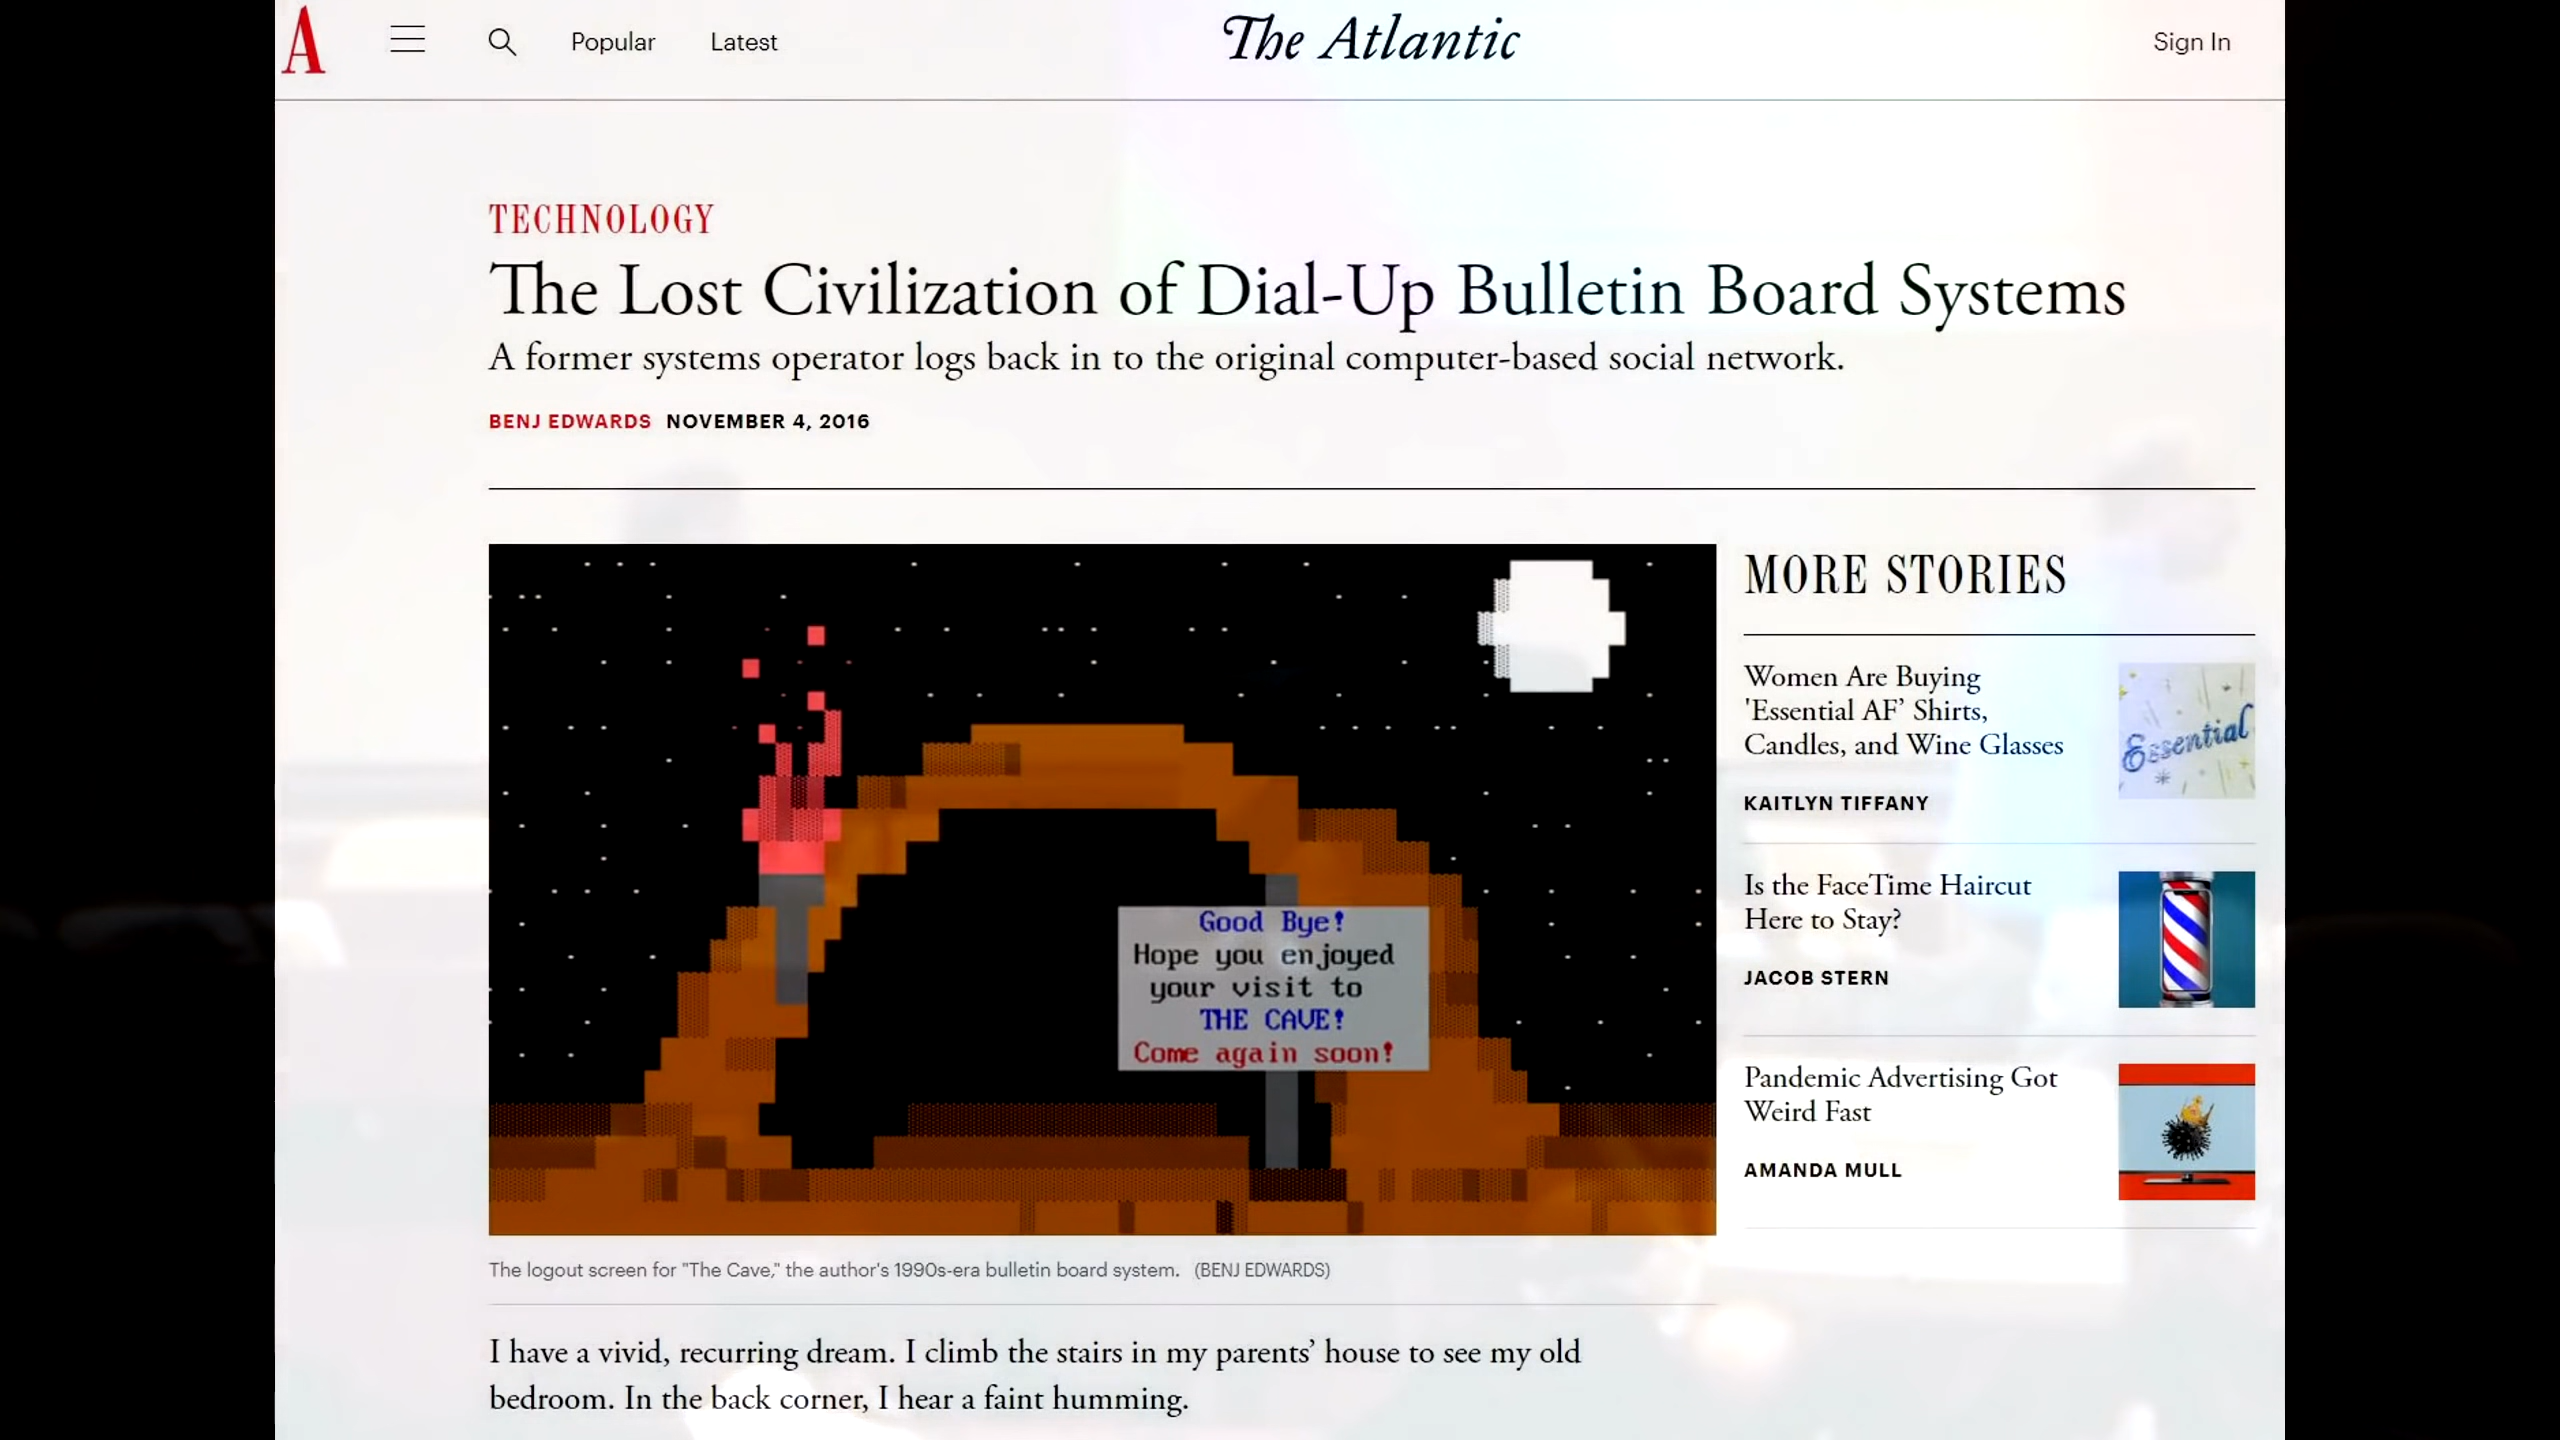 A
Popular
Latest
The Atlantic
Sign In
TECHNOLOGY
The Lost Civilization of Dial-Up Bulletin Board Systems
A former systems operator logs back in to the original computer-based social network.
BENJ EDWARDS NOVEMBER 4, 2016
Good Bye!
Hope you enjoyed
your visit to
THE CAVE!
Come again soon!
The logout screen for "The Cave," the author's 1990s-era bulletin board system. (BENJ EDWARDS)
I have a vivid, recurring dream. I climb the stairs in my parents’ house to see my old
bedroom. In the back corner, I hear a faint humming.
MORE STORIES
Women Are Buying
'Essential AF’ Shirts,
Candles, and Wine Glasses
KAITLYN TIFFANY
Essential
Is the FaceTime Haircut
Here to Stay?
JACOB STERN
Pandemic Advertising Got
Weird Fast
AMANDA MULL